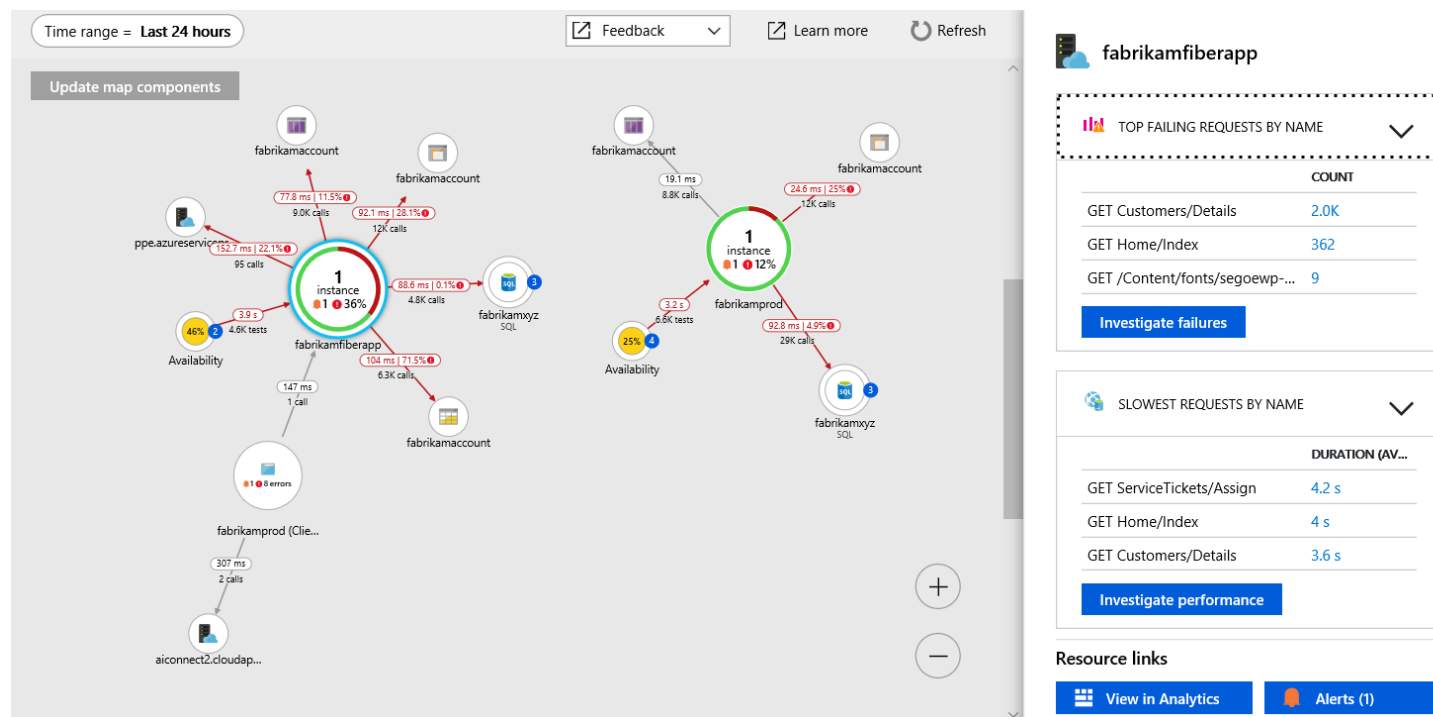 Time range = Last 24 hours
Feedback
Learn more
Refresh
Update map components
fabrikamaccount
fabrikamaccount
77.8 ms | 11.5%
9.0K calls
92.1 ms | 28.1%
12K calls
152.7 ms | 22.1%
95 calls
1
instance
1 36%
fabrikamfiberapp
88.6 ms | 0.1%
4.8K calls
3
fabrikamxyz
SQL
3.9 s
4.6K tests
46% 2
Availability
104 ms | 71.5%
6.3K calls
fabrikamaccount
147 ms
1 call
1 8 errors
fabrikamprod (Clie...
307 ms
2 calls
aiconnect2.cloudap...
fabrikamaccount
fabrikamaccount
19.1 ms
8.8K calls
24.6 ms | 25%
12K calls
1
instance
1 12%
fabrikamprod
3.2 s
6.6K tests
25% 4
Availability
92.8 ms | 4.9%
29K calls
SQL
3
fabrikamxyz
SQL
fabrikamfiberapp
TOP FAILING REQUESTS BY NAME
COUNT
GET Customers/Details 2.0K
GET Home/Index 362
GET /Content/fonts/segoewp-... 9
Investigate failures
SLOWEST REQUESTS BY NAME
DURATION (AV...
GET ServiceTickets/Assign 4.2 s
GET Home/Index 4 s
GET Customers/Details 3.6 s
Investigate performance
Resource links
View in Analytics
Alerts (1)